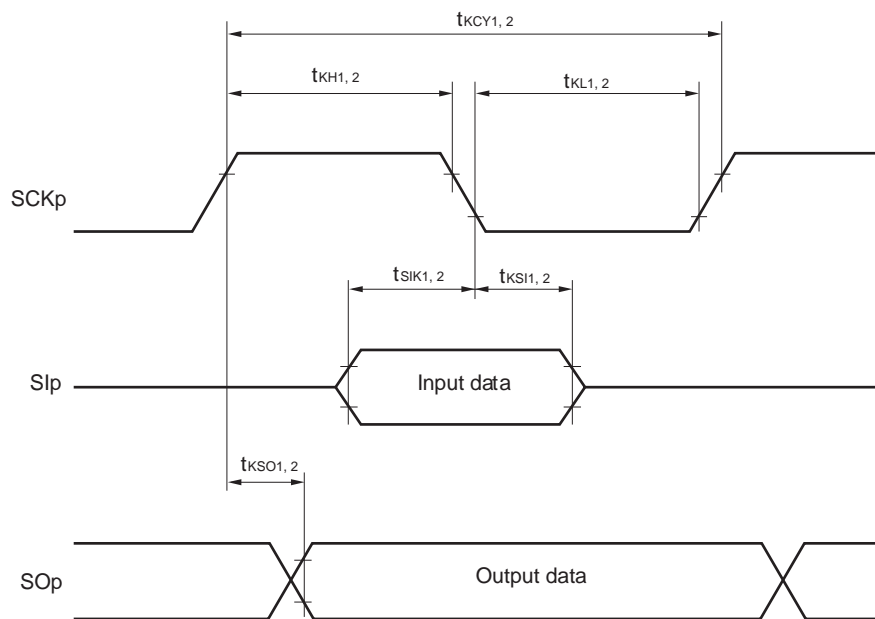 tKCY1, 2
tKH1, 2
tKL1, 2
SCKp
tSIK1, 2
tKSI1, 2
SIp
Input data
tKSO1, 2
SOp
Output data